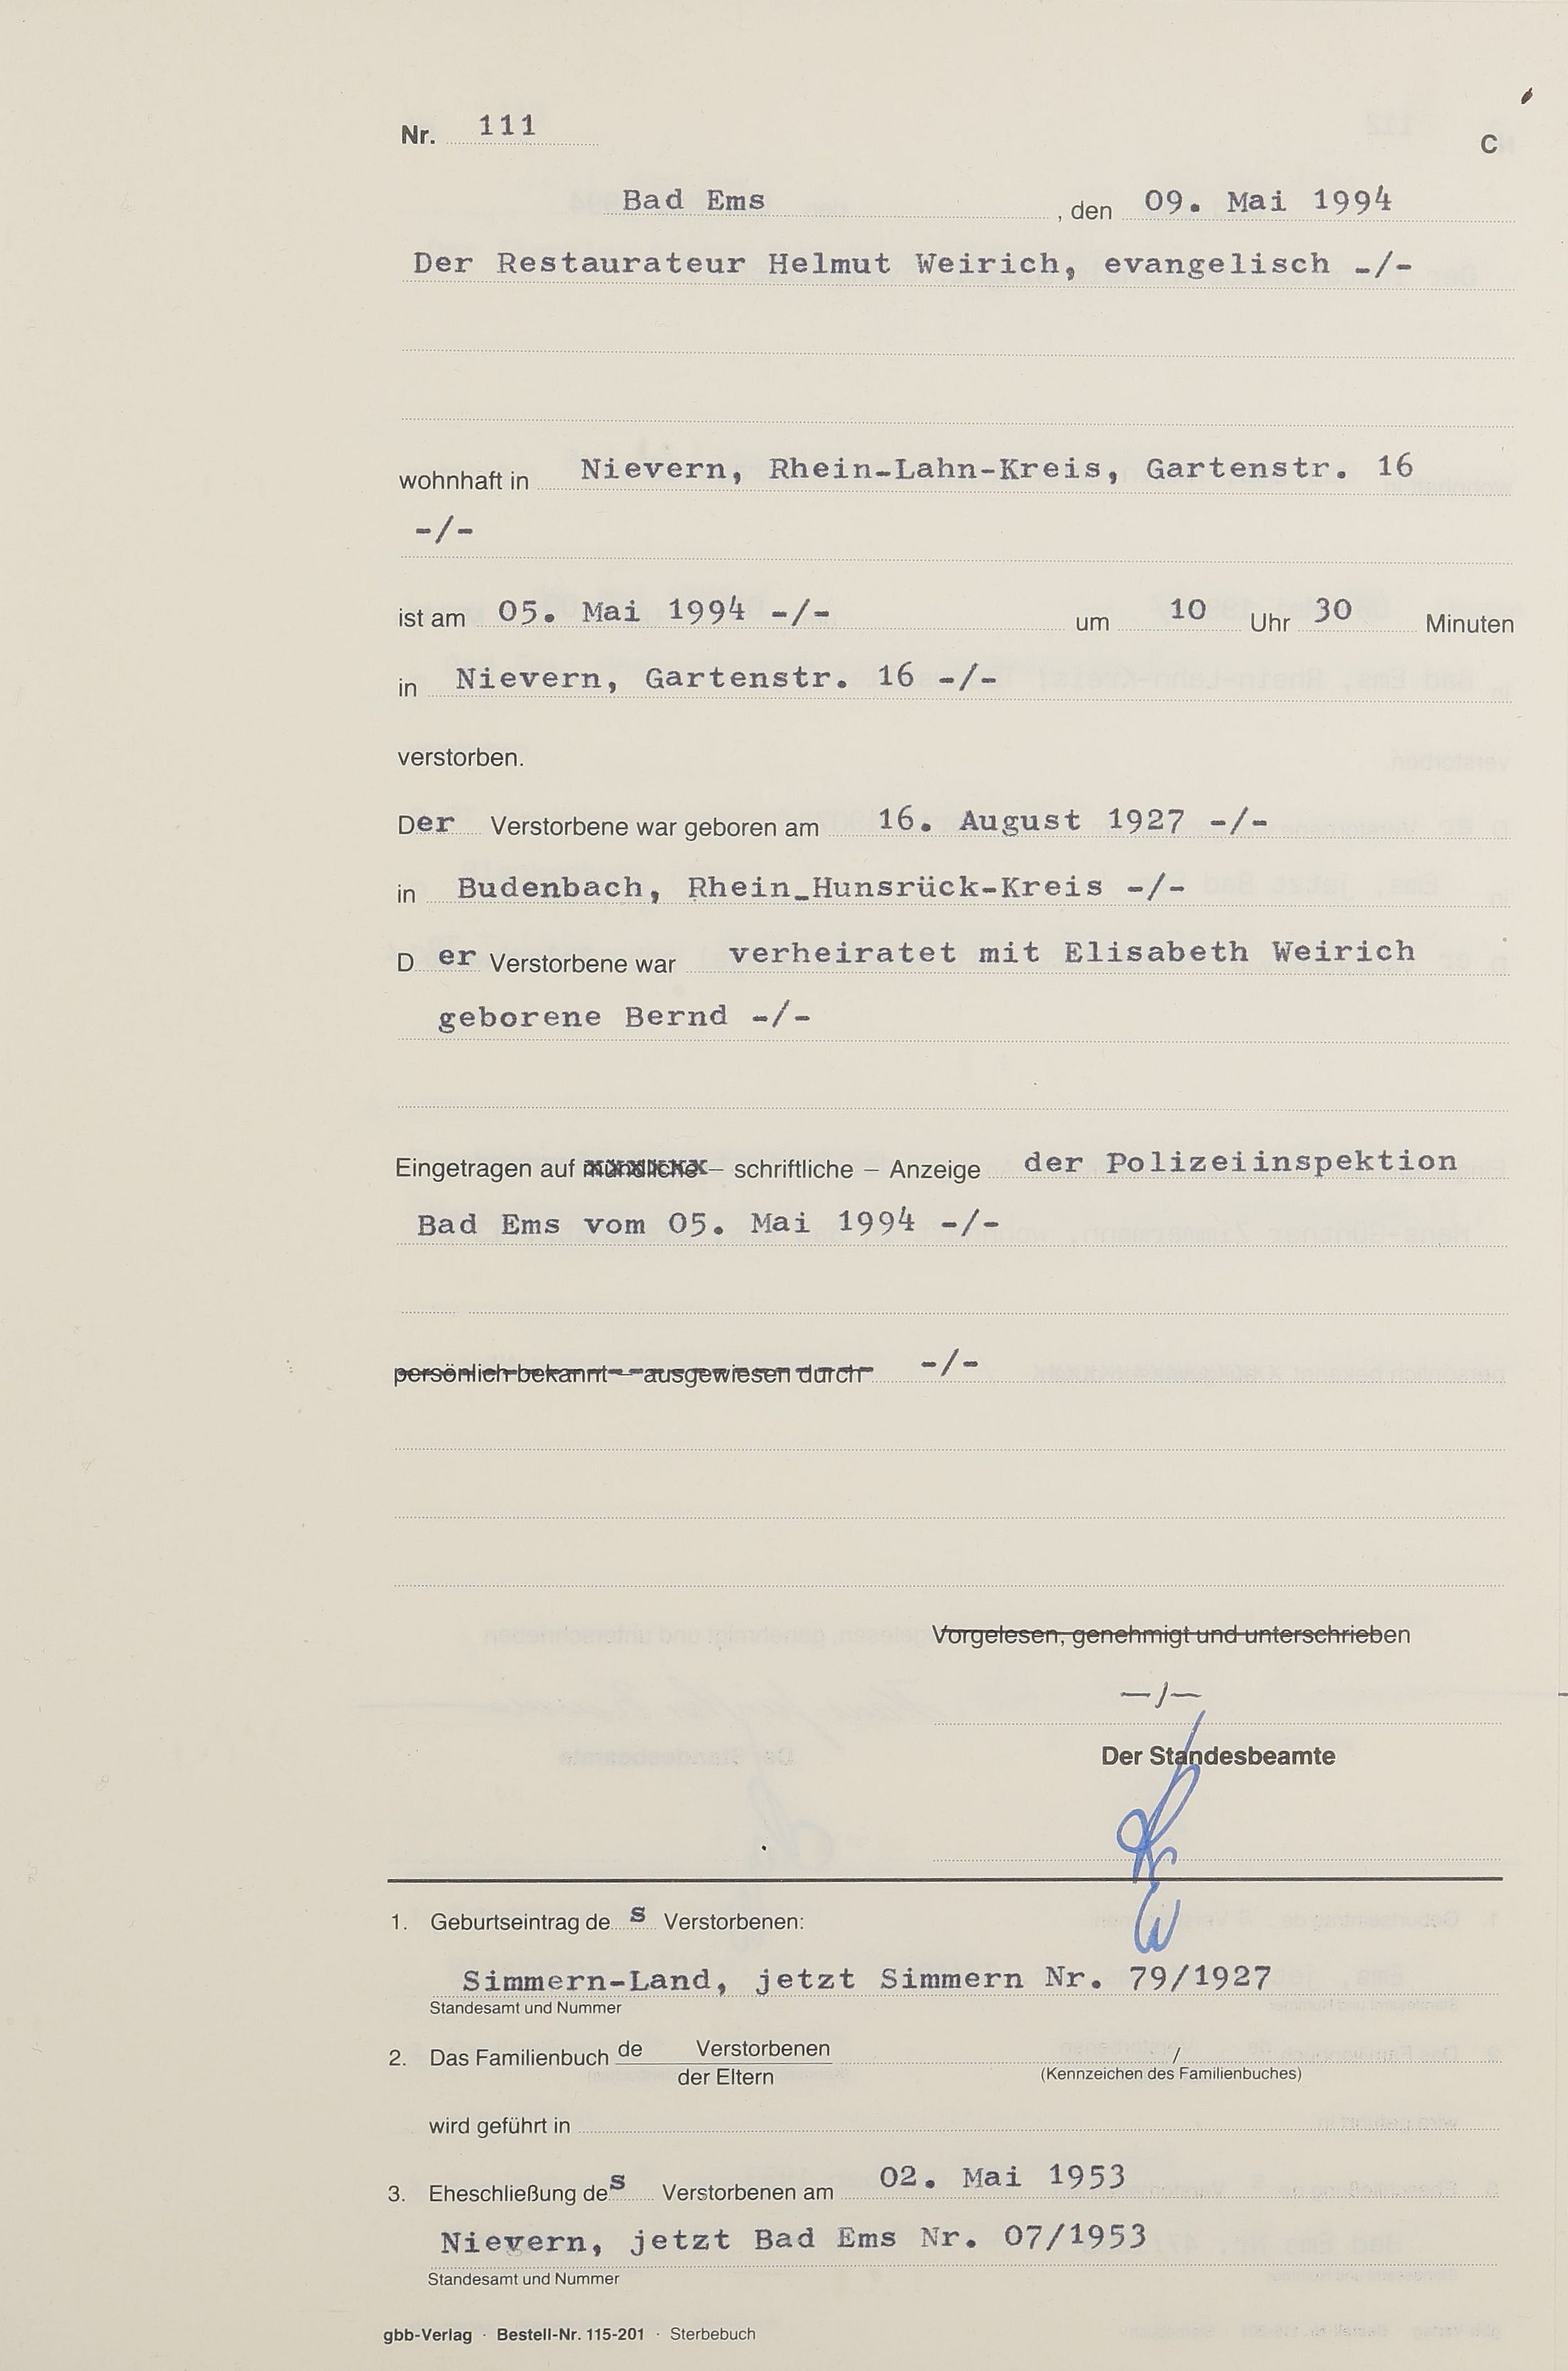 Nr. 111
C
Bad Ems, den 09. Mai 1994
Der Restaurateur Helmut Weirich, evangelisch -/-
wohnhaft in Nievern, Rhein-Lahn-Kreis, Gartenstr. 16
-/-
ist am 05. Mai 1994 -/- um 10 Uhr 30 Minuten
in Nievern, Gartenstr. 16 -/-
verstorben.
Der Verstorbene war geboren am 16. August 1927 -/-
in Budenbach, Rhein-Hunsrück-Kreis -/-
Der Verstorbene war verheiratet mit Elisabeth Weirich
geborene Bernd -/-
Eingetragen auf mündliche – schriftliche – Anzeige der Polizeiinspektion
Bad Ems vom 05. Mai 1994 -/-
persönlich bekannt – ausgewiesen durch -/-
Vorgelesen, genehmigt und unterschrieben
-/-
Der Standesbeamte
1. Geburtseintrag des Verstorbenen:
Simmern-Land, jetzt Simmern Nr. 79/1927
Standesamt und Nummer
2. Das Familienbuch de Verstorbenen /
der Eltern (Kennzeichen des Familienbuches)
wird geführt in
3. Eheschließung des Verstorbenen am 02. Mai 1953
Nievern, jetzt Bad Ems Nr. 07/1953
Standesamt und Nummer
gbb-Verlag · Bestell-Nr. 115-201 · Sterbebuch